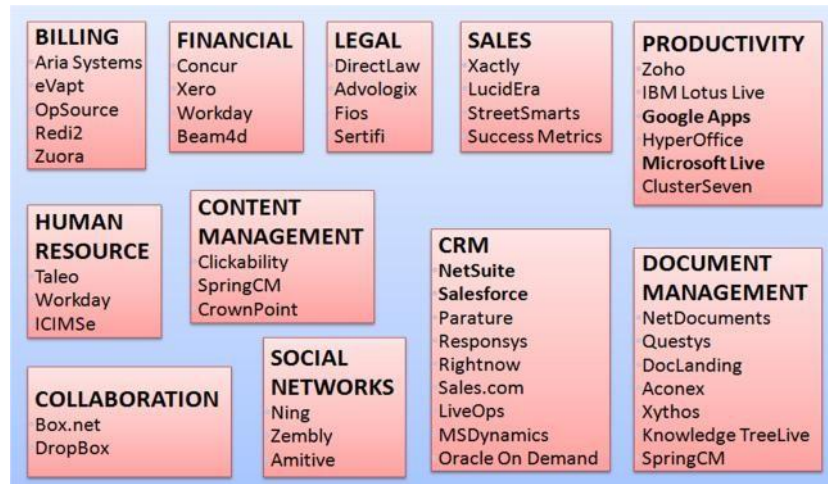 BILLING
Aria Systems
eVapt
OpSource
Redi2
Zuora
FINANCIAL
Concur
Xero
Workday
Beam4d
LEGAL
DirectLaw
Advologix
Fios
Sertifi
SALES
Xactly
LucidEra
StreetSmarts
Success Metrics
PRODUCTIVITY
Zoho
IBM Lotus Live
Google Apps
HyperOffice
Microsoft Live
ClusterSeven
HUMAN
RESOURCE
Taleo
Workday
ICIMSe
CONTENT
MANAGEMENT
Clickability
SpringCM
CrownPoint
CRM
NetSuite
Salesforce
Parature
Responsys
Rightnow
Sales.com
LiveOps
MSDynamics
Oracle On Demand
DOCUMENT
MANAGEMENT
NetDocuments
Questys
DocLanding
Aconex
Xythos
Knowledge TreeLive
SpringCM
COLLABORATION
Box.net
DropBox
SOCIAL
NETWORKS
Ning
Zembly
Amitive